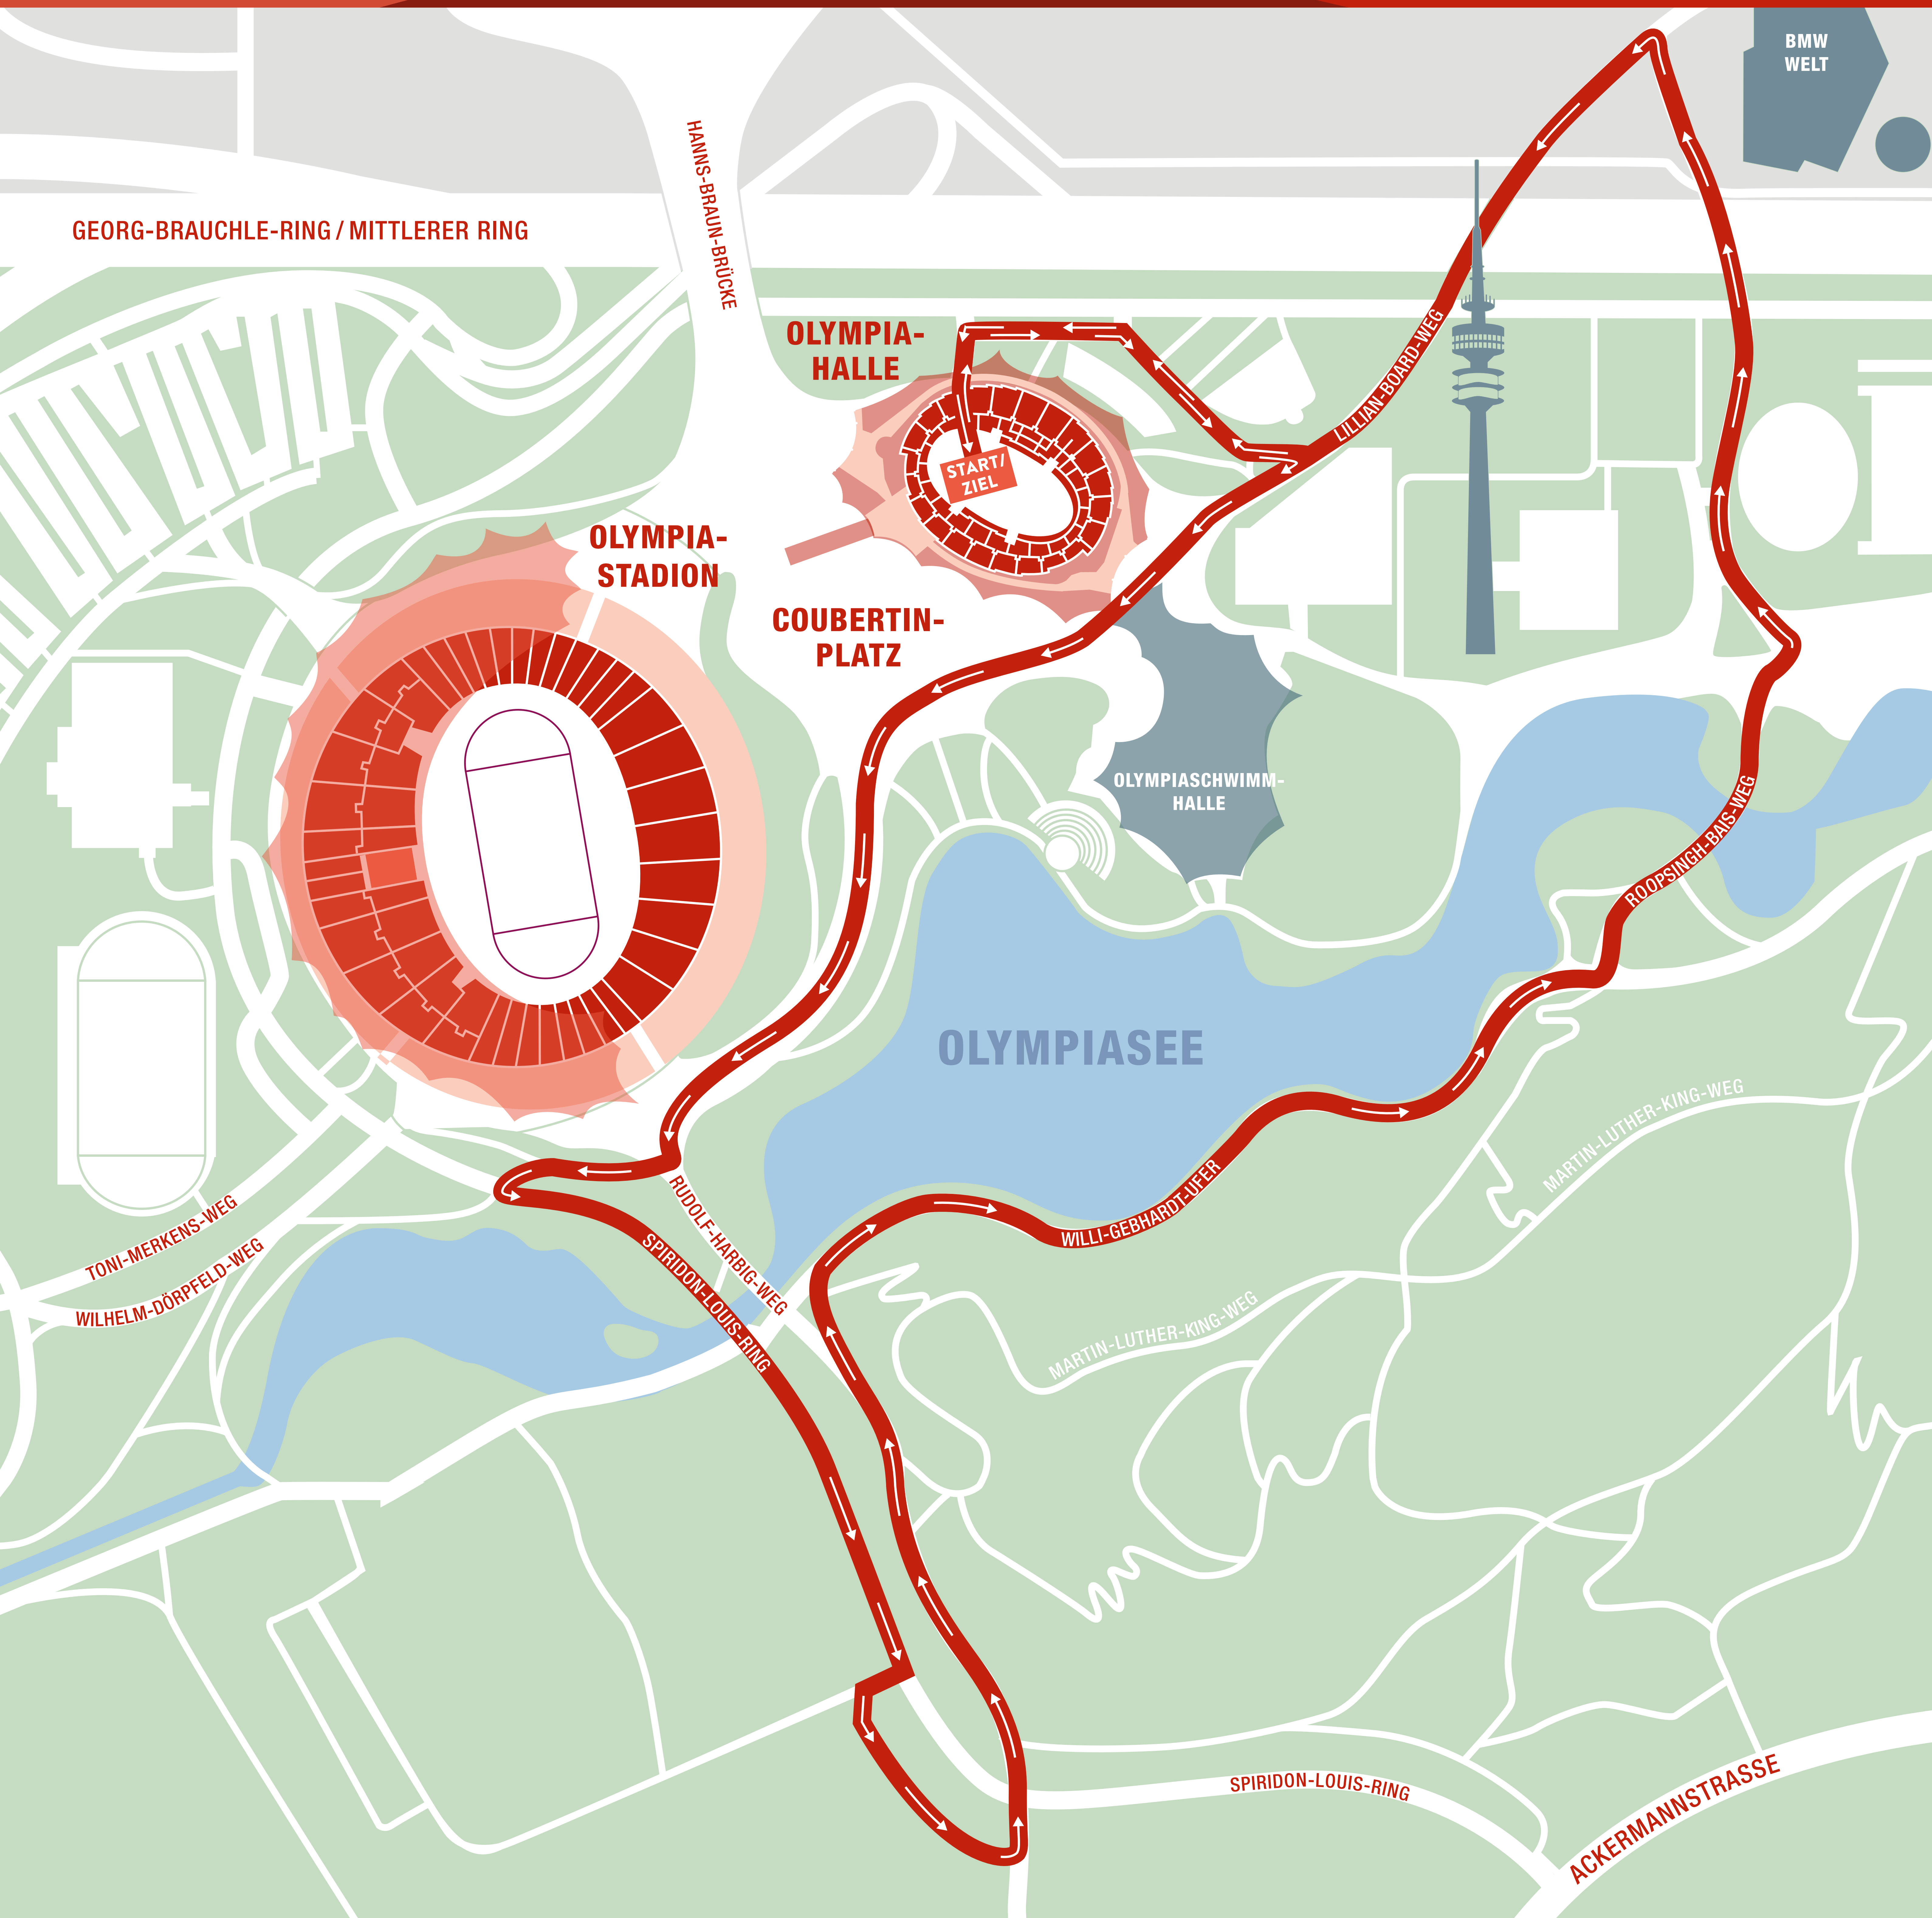 BMW
WELT
HANNS-BRAUN-BRÜCKE
GEORG-BRAUCHLE-RING / MITTLERER RING
OLYMPIA-
HALLE
LILLIAN-BOARD-WEG
START/
ZIEL
OLYMPIA-
STADION
COUBERTIN-
PLATZ
OLYMPIASCHWIMM-
HALLE
ROOPSINGH-BAIS-WEG
OLYMPIASEE
MARTIN-LUTHER-KING-WEG
WILLI-GEBHARDT-UFER
TONI-MERKENS-WEG
WILHELM-DÖRPFELD-WEG
RUDOLF-HARBIG-WEG
SPIRIDON-LOUIS-RING
MARTIN-LUTHER-KING-WEG
SPIRIDON-LOUIS-RING
ACKERMANNSTRASSE